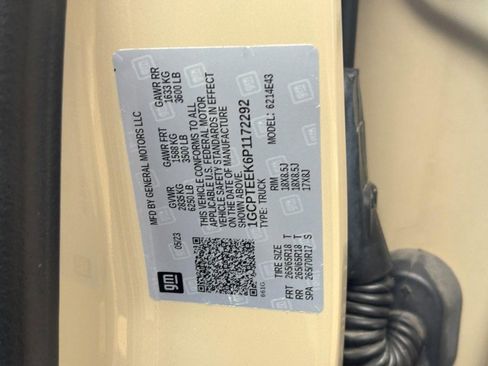 MFD BY GENERAL MOTORS LLC
05/23
GVWR
2835 KG
6250 LB
GAWR FRT
1588 KG
3500 LB
GAWR RR
1633 KG
3600 LB
THIS VEHICLE CONFORMS TO ALL
APPLICABLE U.S. FEDERAL MOTOR
VEHICLE SAFETY STANDARDS IN EFFECT
ON THE DATE OF MANUFACTURE
SHOWN ABOVE.
1GCPTEEK6P1172292
TYPE: TRUCK
MODEL: 6214E43
TIRE SIZE
RIM
FRT 265/65R18 T 18X8.5J
RR 265/65R18 T 18X8.5J
SPA 265/70R17 S 17X8J
661G
gm